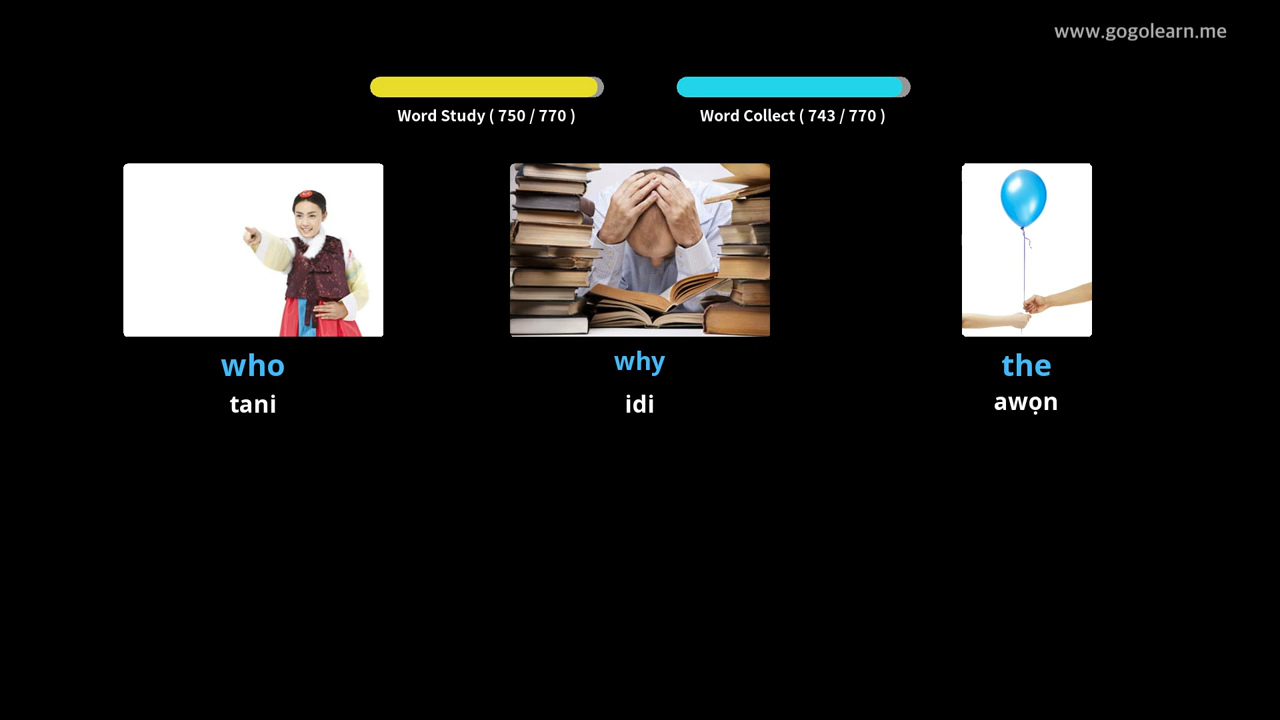 www.gogolearn.me
Word Study ( 750 / 770 )
Word Collect ( 743 / 770 )
who
why
the
tani
idi
awọn